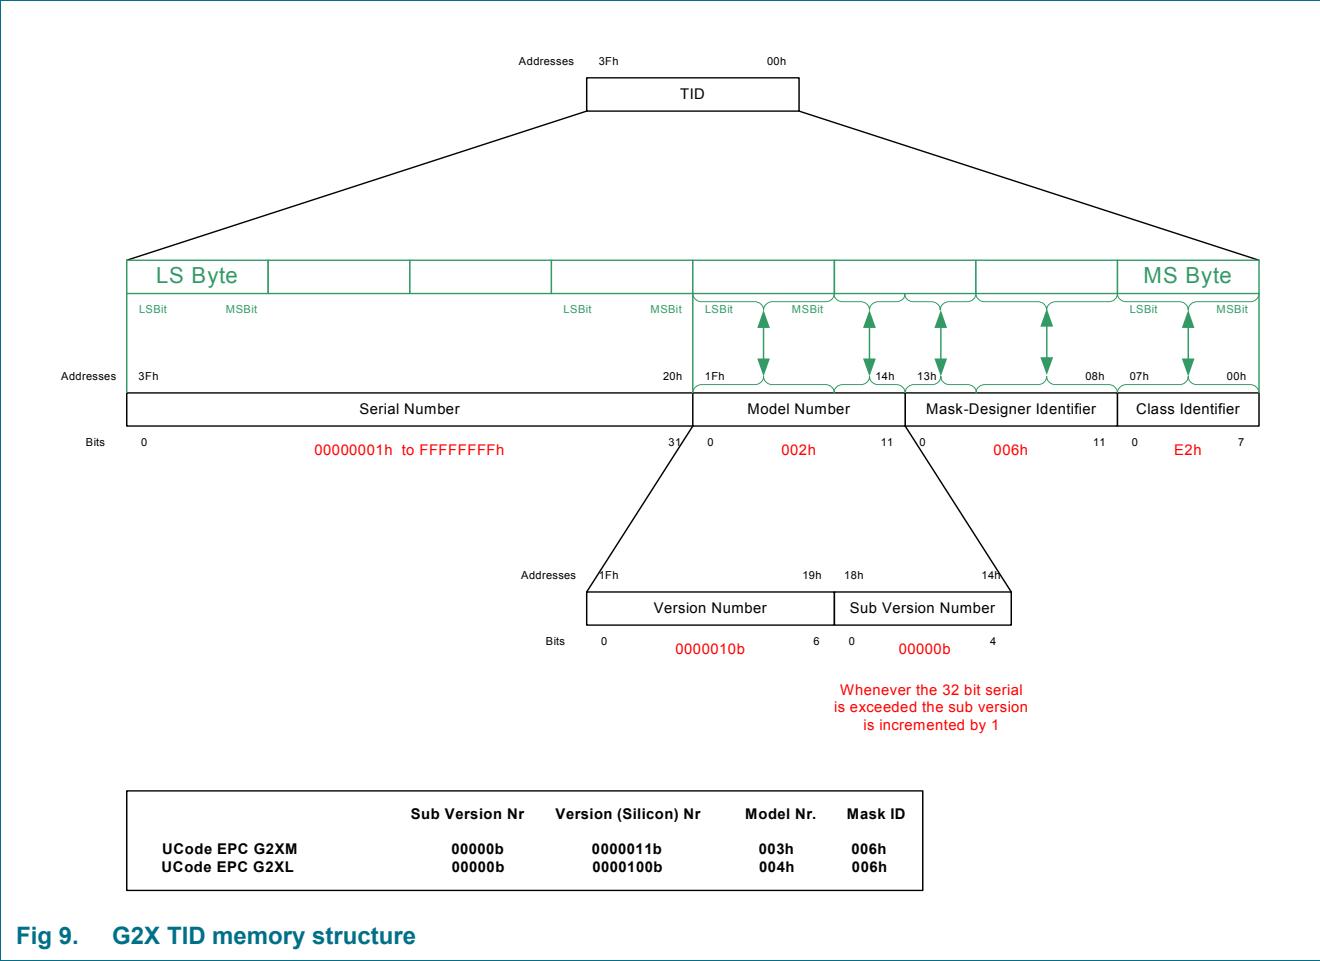 Addresses 3Fh 00h
TID
LS Byte MS Byte
LSBit MSBit LSBit MSBit LSBit MSBit LSBit MSBit
Addresses 3Fh 20h 1Fh 14h 13h 08h 07h 00h
Serial Number Model Number Mask-Designer Identifier Class Identifier
Bits 0 31 0 11 0 11 0 7
00000001h to FFFFFFFFh 002h 006h E2h
Addresses 1Fh 19h 18h 14h
Version Number Sub Version Number
Bits 0 6 0 4
0000010b 00000b
Whenever the 32 bit serial
is exceeded the sub version
is incremented by 1
Sub Version Nr Version (Silicon) Nr Model Nr. Mask ID
UCode EPC G2XM 00000b 0000011b 003h 006h
UCode EPC G2XL 00000b 0000100b 004h 006h
Fig 9. G2X TID memory structure